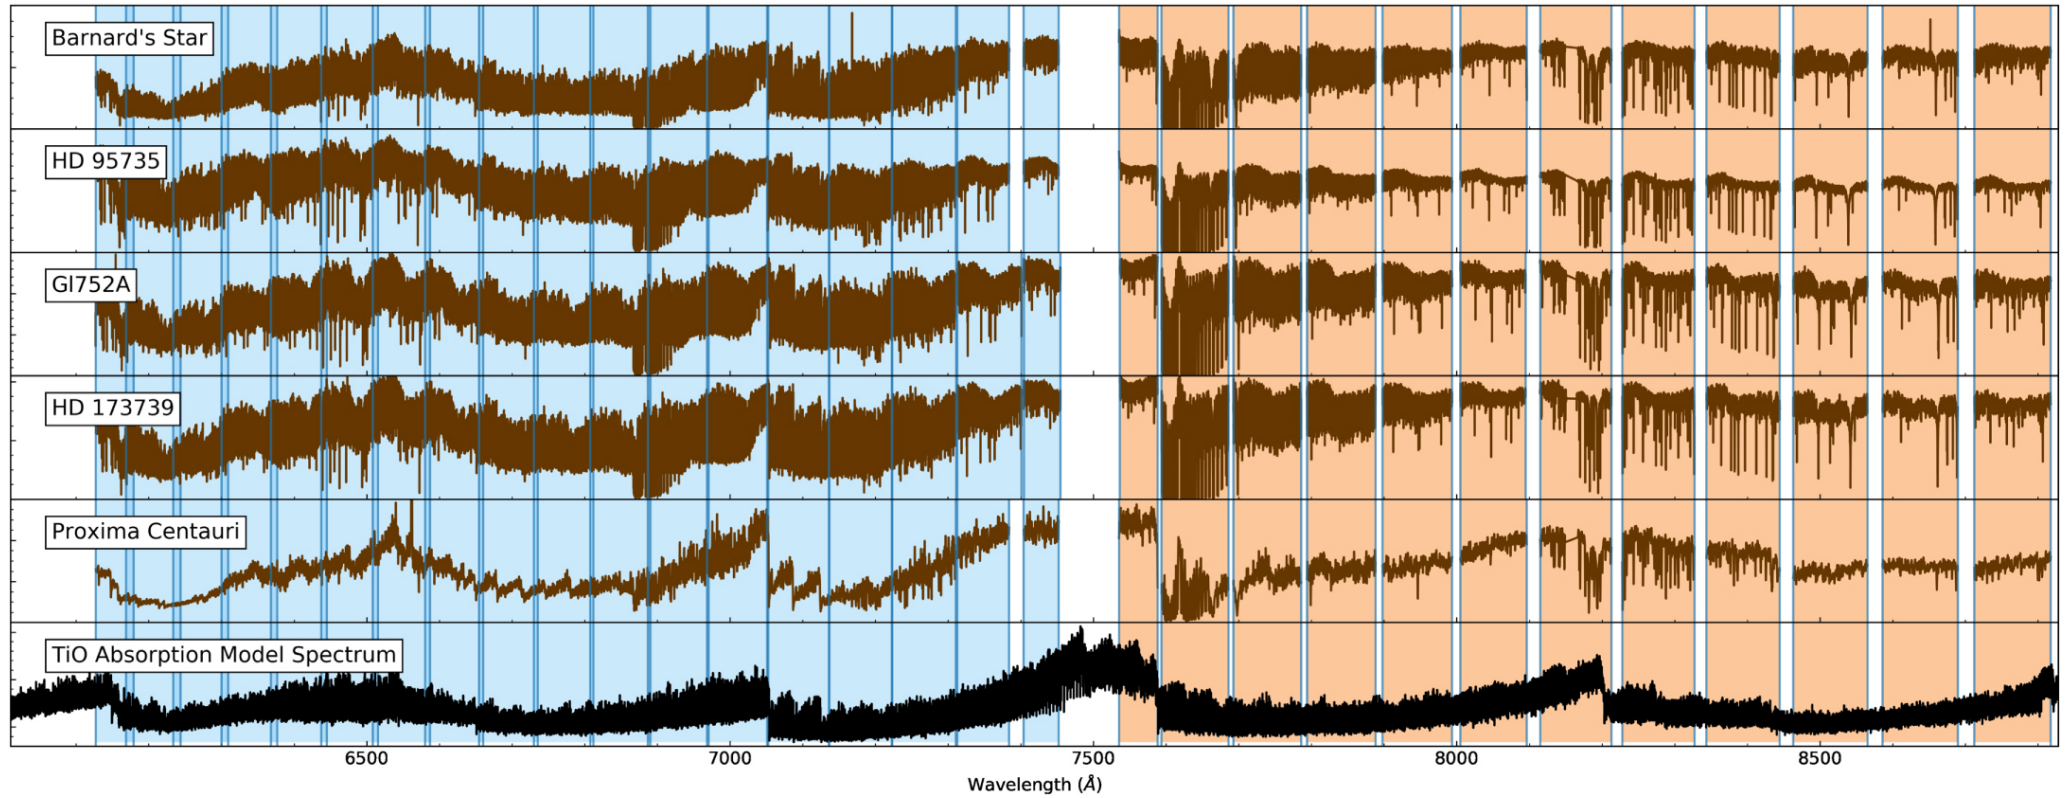 Barnard's Star
HD 95735
Gl752A
HD 173739
Proxima Centauri
TiO Absorption Model Spectrum
6500 7000 7500 8000 8500
Wavelength (Å)